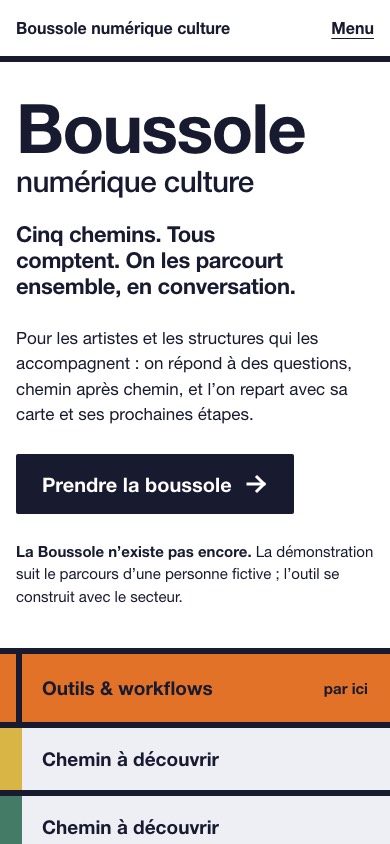 Boussole numérique culture
Menu
Boussole
numérique culture
Cinq chemins. Tous
comptent. On les parcourt
ensemble, en conversation.
Pour les artistes et les structures qui les
accompagnent : on répond à des questions,
chemin après chemin, et l’on repart avec sa
carte et ses prochaines étapes.
Prendre la boussole →
La Boussole n’existe pas encore. La démonstration
suit le parcours d’une personne fictive ; l’outil se
construit avec le secteur.
Outils & workflows
par ici
Chemin à découvrir
Chemin à découvrir